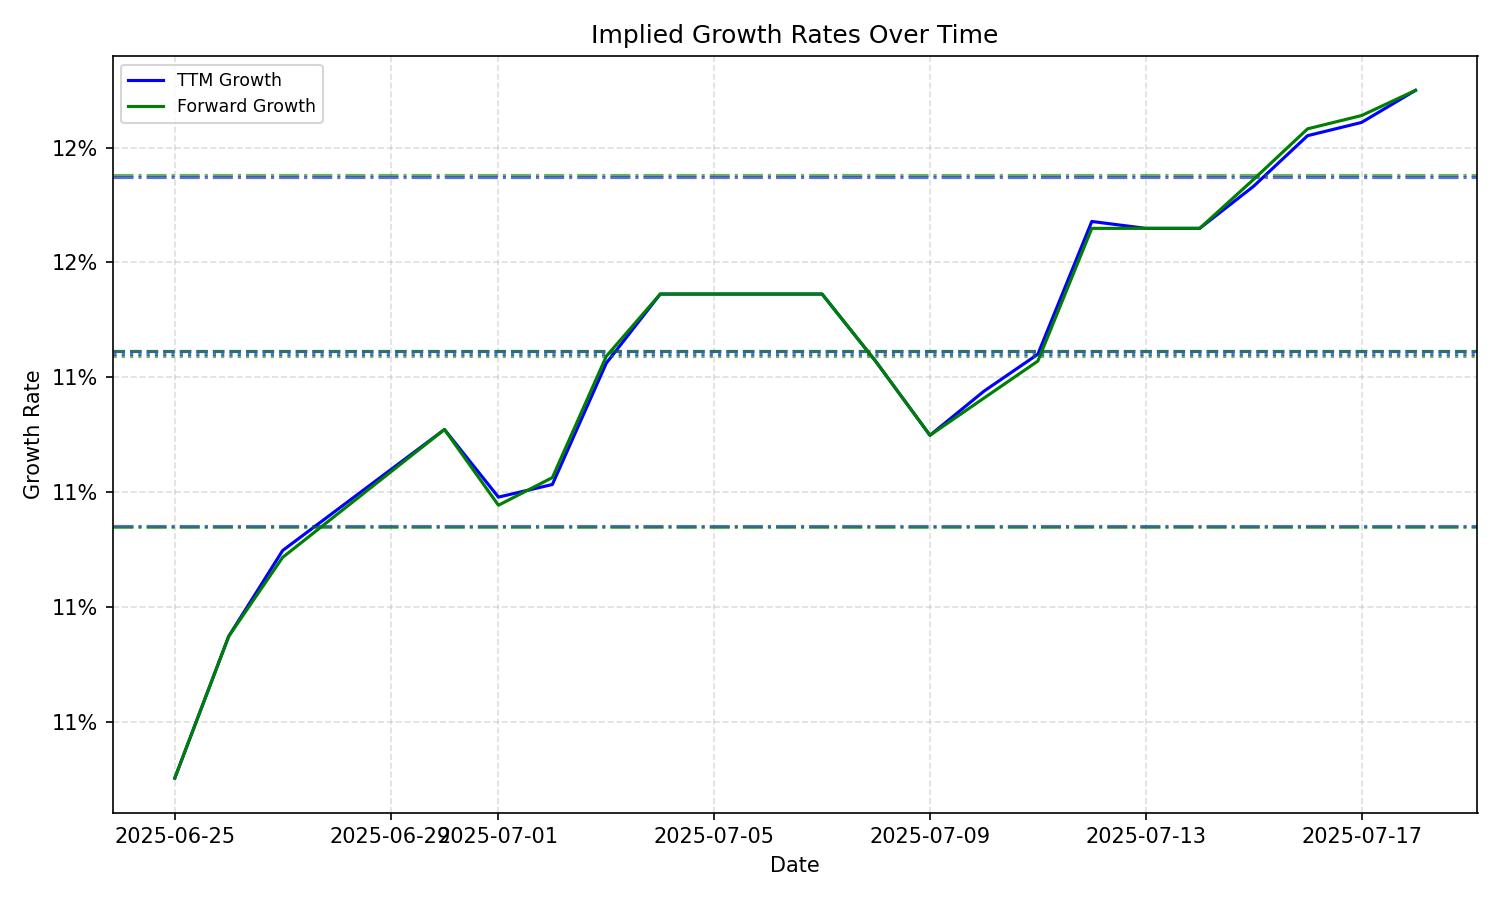 Implied Growth Rates Over Time
TTM Growth
Forward Growth
12%
12%
11%
11%
11%
11%
Growth Rate
2025-06-25
2025-06-29
2025-07-01
2025-07-05
2025-07-09
2025-07-13
2025-07-17
Date